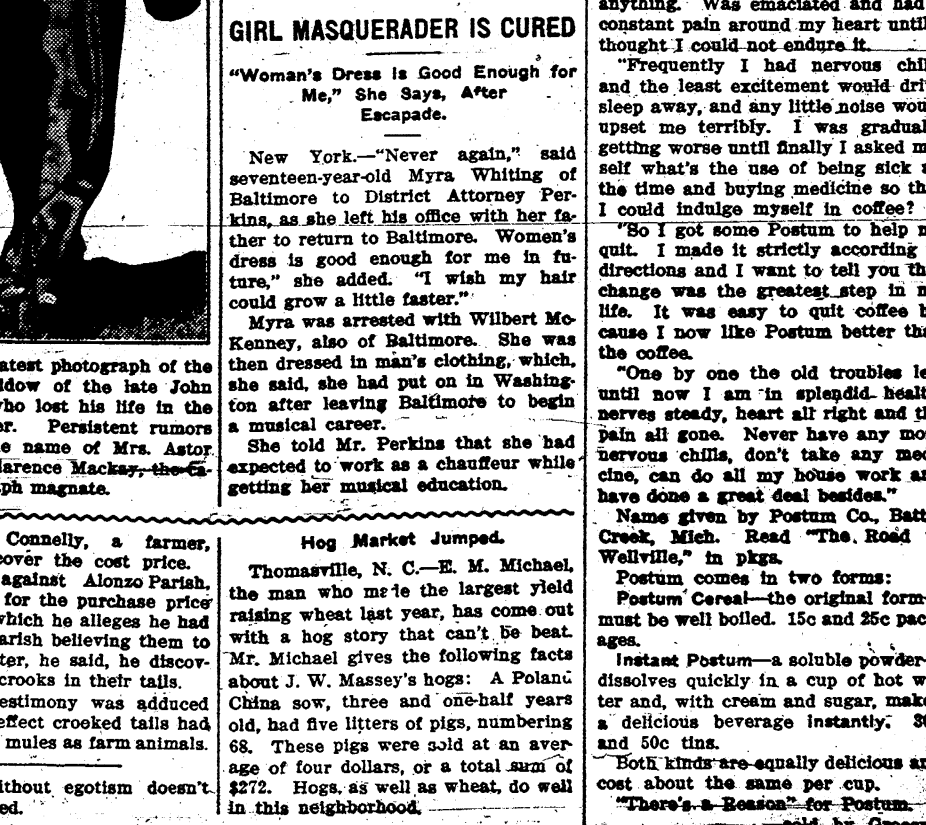 atest photograph of the
idow of the late John
who lost his life in the
er. Persistent rumors
e name of Mrs. Astor
larence Mackay, the ca-
ph magnate.
Connelly, a farmer,
cover the cost price.
against Alonzo Parish,
for the purchase price
which he alleges he had
arish believing them to
ter, he said, he discov-
crooks in their tails.
estimony was adduced
effect crooked tails had
mules as farm animals.
ithout egotism doesn't
ed.
GIRL MASQUERADER IS CURED
"Woman's Dress Is Good Enough for
Me," She Says, After
Escapade.
New York.—"Never again," said
seventeen-year-old Myra Whiting of
Baltimore to District Attorney Per-
kins, as she left his office with her fa-
ther to return to Baltimore. Women's
dress is good enough for me in fu-
ture," she added. "I wish my hair
could grow a little faster."
Myra was arrested with Wilbert Mc-
Kenney, also of Baltimore. She was
then dressed in man's clothing, which,
she said, she had put on in Washing-
ton after leaving Baltimore to begin
a musical career.
She told Mr. Perkins that she had
expected to work as a chauffeur while
getting her musical education.
Hog Market Jumped.
Thomasville, N. C.—E. M. Michael,
the man who made the largest yield
raising wheat last year, has come out
with a hog story that can't be beat.
Mr. Michael gives the following facts
about J. W. Massey's hogs: A Poland
China sow, three and one-half years
old, had five litters of pigs, numbering
68. These pigs were sold at an aver-
age of four dollars, or a total sum of
$272. Hogs, as well as wheat, do well
in this neighborhood.
anything. Was emaciated and had
constant pain around my heart until
thought I could not endure it.
"Frequently I had nervous chil
and the least excitement would dri
sleep away, and any little noise wou
upset me terribly. I was gradual
getting worse until finally I asked m
self what's the use of being sick a
the time and buying medicine so th
I could indulge myself in coffee?
"So I got some Postum to help m
quit. I made it strictly according
directions and I want to tell you th
change was the greatest step in m
life. It was easy to quit coffee b
cause I now like Postum better tha
the coffee.
"One by one the old troubles le
until now I am in splendid healt
nerves steady, heart all right and th
pain all gone. Never have any mo
nervous chills, don't take any med
cine, can do all my house work an
have done a great deal besides."
Name given by Postum Co., Batt
Creek, Mich. Read "The Road
Wellville," in pkgs.
Postum comes in two forms:
Postum Cereal—the original form—
must be well boiled. 15c and 25c pac
ages.
Instant Postum—a soluble powder—
dissolves quickly in a cup of hot w
ter and, with cream and sugar, make
a delicious beverage instantly.
and 50c tins.
Both kinds are equally delicious an
cost about the same per cup.
"There's a Reason" for Postum.
sold by Grocers